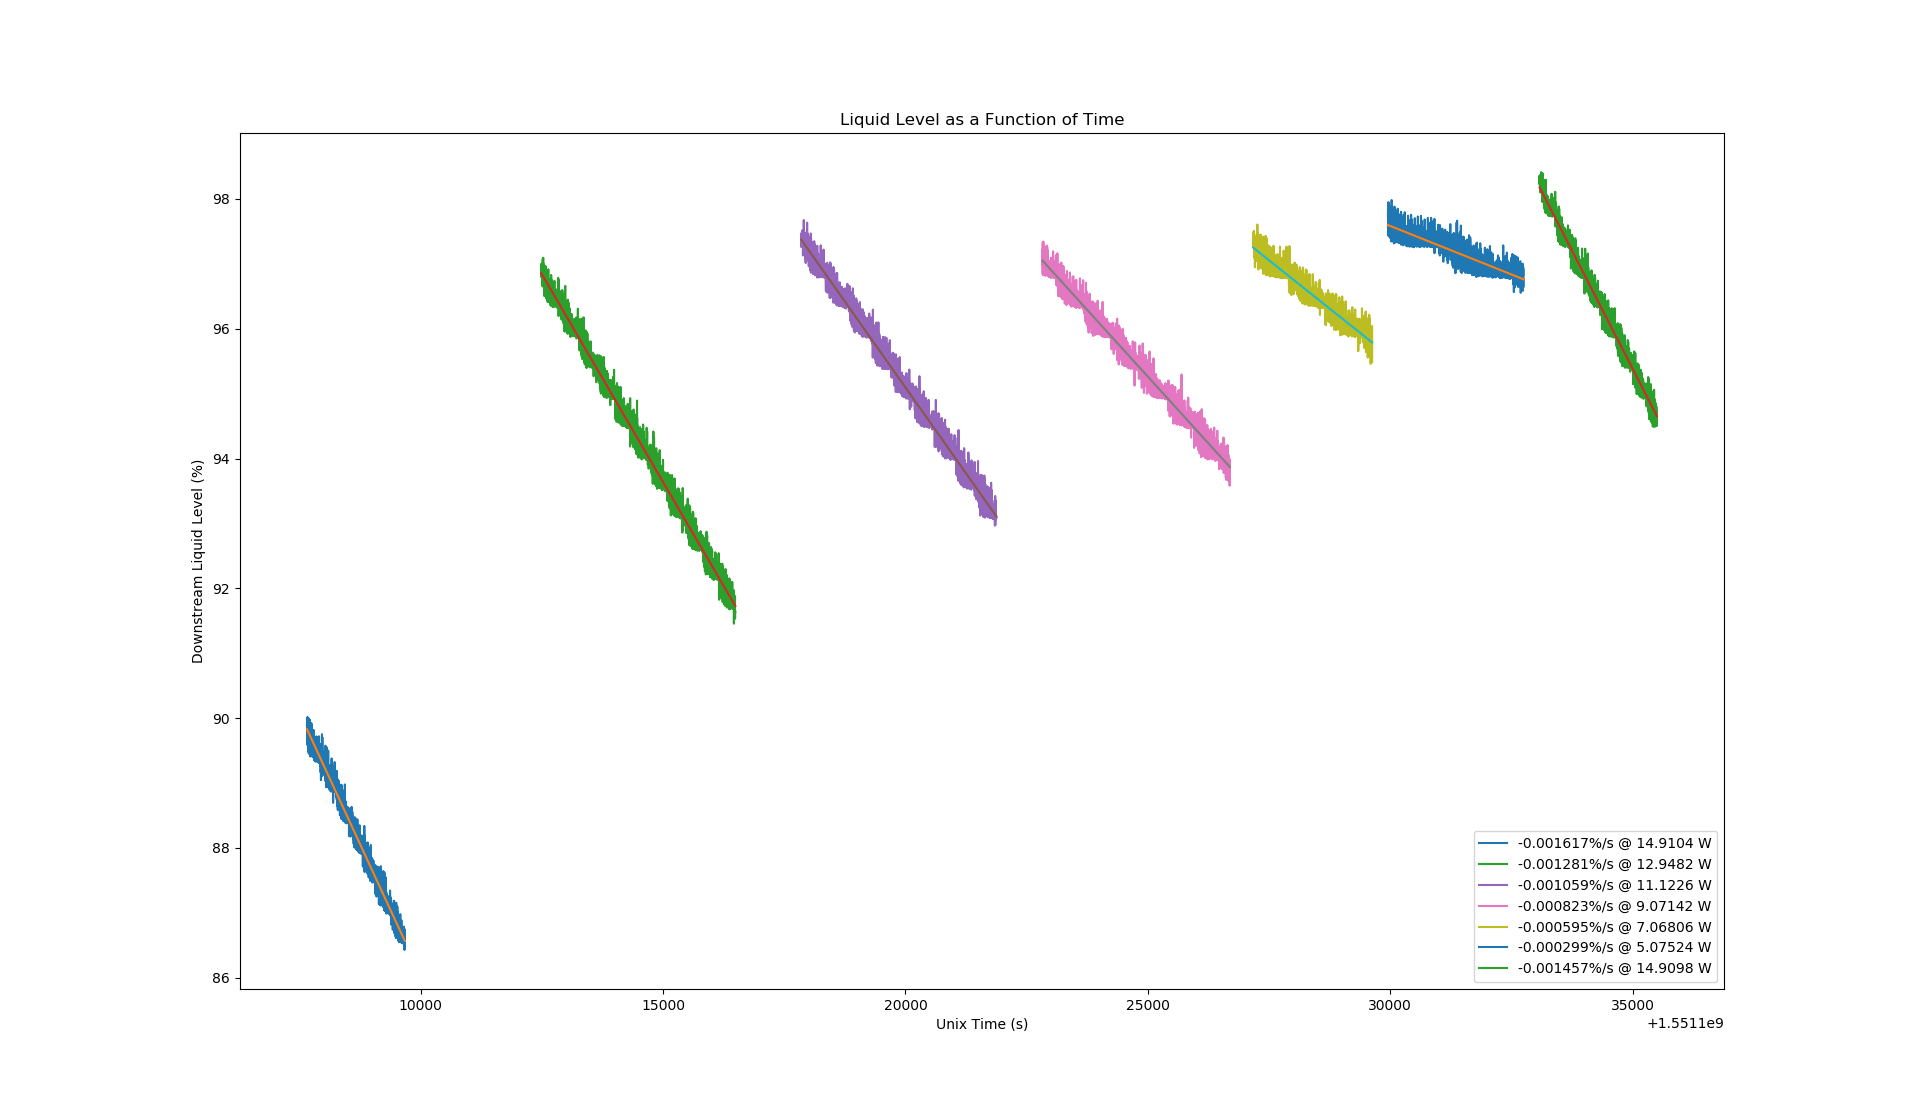 Liquid Level as a Function of Time
Downstream Liquid Level (%)
98
96
94
92
90
88
86
-0.001617%/s @ 14.9104 W
-0.001281%/s @ 12.9482 W
-0.001059%/s @ 11.1226 W
-0.000823%/s @ 9.07142 W
-0.000595%/s @ 7.06806 W
-0.000299%/s @ 5.07524 W
-0.001457%/s @ 14.9098 W
10000 15000 20000 25000 30000 35000
Unix Time (s)
+1.5511e9